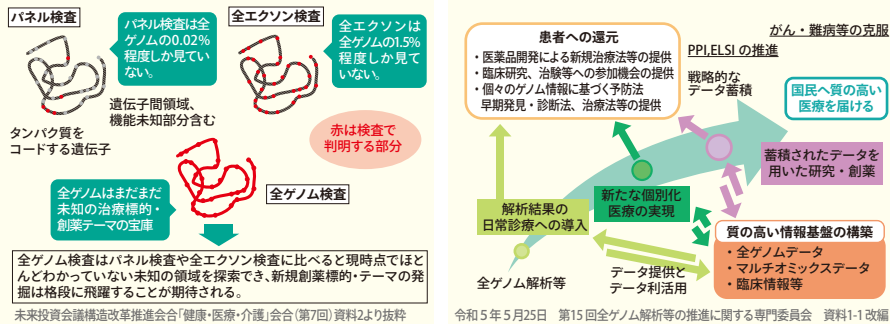 パネル検査
パネル検査は全
ゲノムの0.02%
程度しか見てい
ない。
全エクソン検査
全エクソンは
全ゲノムの1.5%
程度しか見て
いない。
遺伝子間領域、
機能未知部分含む
タンパク質を
コードする遺伝子
赤は検査で
判明する部分
全ゲノムはまだまだ
未知の治療標的・
創薬テーマの宝庫
全ゲノム検査
全ゲノム検査はパネル検査や全エクソン検査に比べると現時点でほと
んどわかっていない未知の領域を探索でき、新規創薬標的・テーマの発
掘は格段に飛躍することが期待される。
未来投資会議構造改革推進会合「健康・医療・介護」会合（第7回）資料2より抜粋
患者への還元
・医薬品開発による新規治療法等の提供
・臨床研究、治験等への参加機会の提供
・個々のゲノム情報に基づく予防法
早期発見・診断法、治療法等の提供
がん・難病等の克服
PPI,ELSI の推進
戦略的な
データ蓄積
国民へ質の高い
医療を届ける
蓄積されたデータを
用いた研究・創薬
新たな個別化
医療の実現
解析結果の
日常診療への導入
質の高い情報基盤の構築
・全ゲノムデータ
・マルチオミックスデータ
・臨床情報等
全ゲノム解析等
データ提供と
データ利活用
令和5年5月25日　第15回全ゲノム解析等の推進に関する専門委員会　資料1-1改編